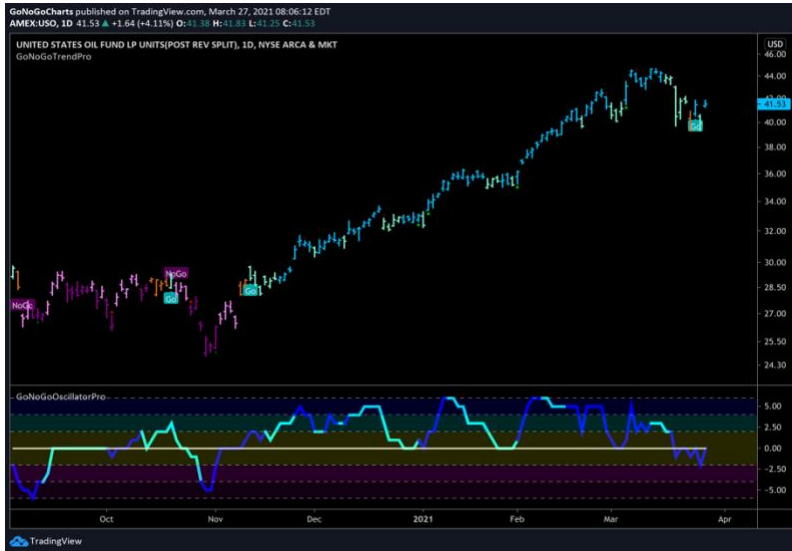 GoNoGoCharts published on TradingView.com, March 27, 2021 08:06:12 EDT
AMEX:USO, 1D 41.53 ▲ +1.64 (+4.11%) O:41.38 H:41.83 L:41.25 C:41.53
UNITED STATES OIL FUND LP UNITS(POST REV SPLIT), 1D, NYSE ARCA & MKT
GoNoGoTrendPro
USD
46.00
44.00
42.00
41.53
40.00
Go
38.00
36.00
34.00
32.00
30.00
NoGo
28.50
Go
Go
NoGo
27.00
25.50
24.30
GoNoGoOscillatorPro
5.00
2.50
0.00
−2.50
−5.00
Oct Nov Dec 2021 Feb Mar Apr
TradingView